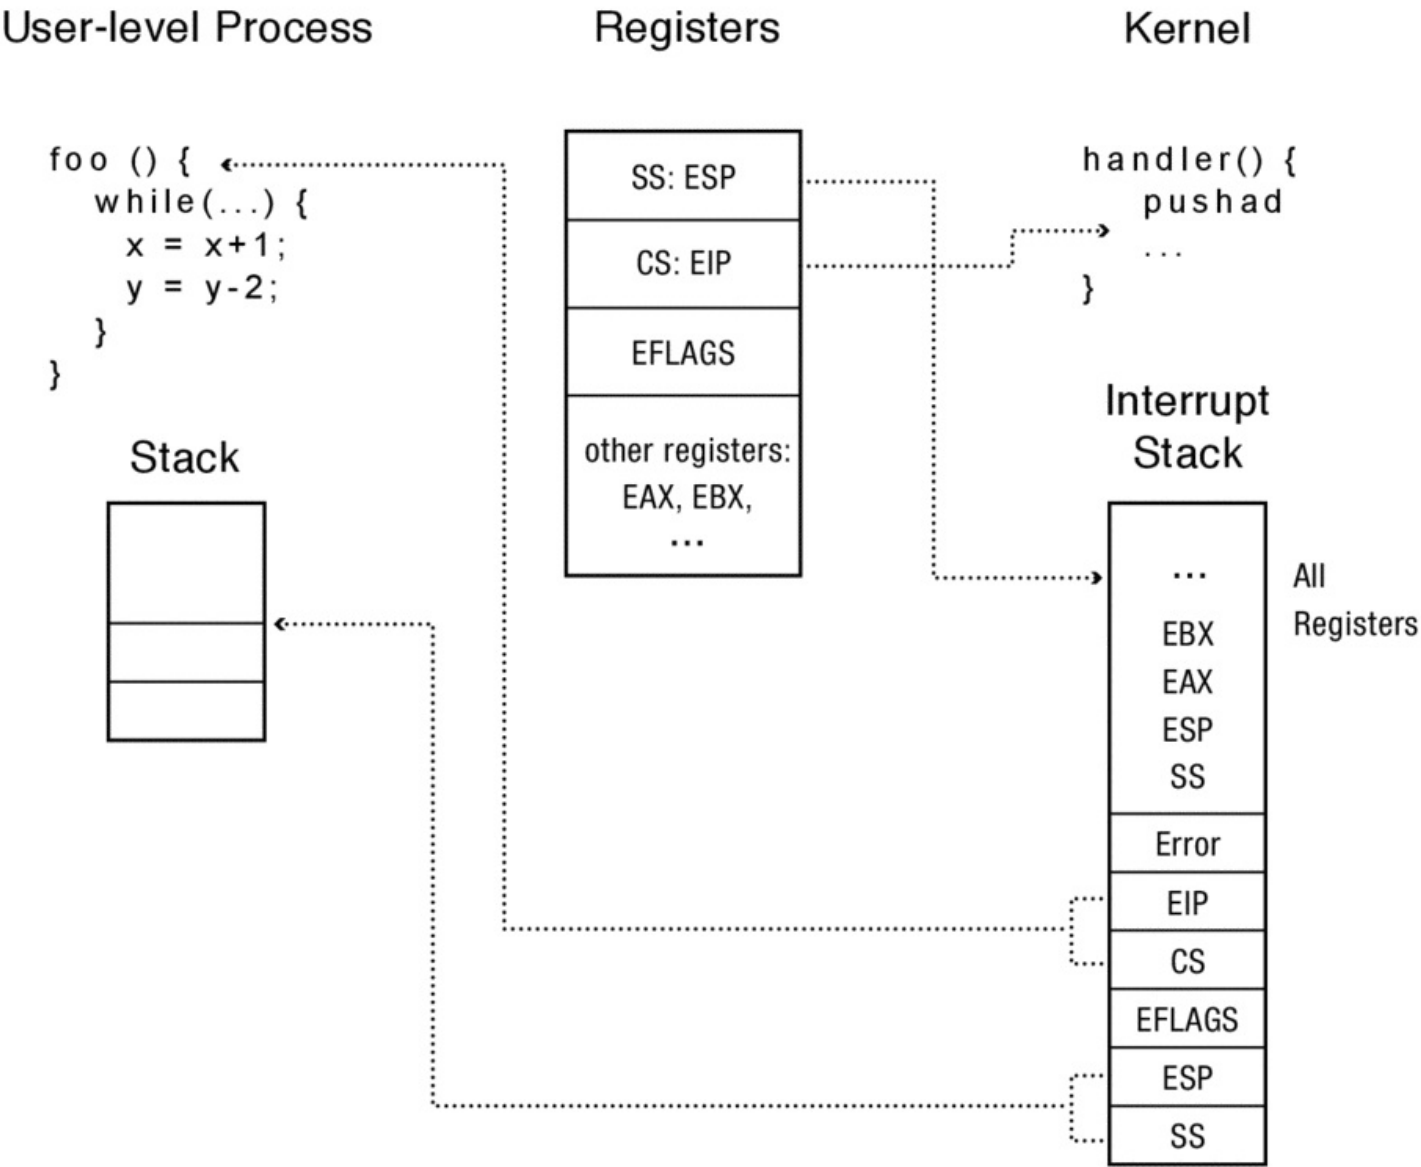 User-level Process
foo () {
while(...) {
x = x+1;
y = y-2;
}
}
Stack
Registers
SS: ESP
CS: EIP
EFLAGS
other registers:
EAX, EBX,
...
Kernel
handler() {
pushad
...
}
Interrupt
Stack
...
EBX
EAX
ESP
SS
All
Registers
Error
EIP
CS
EFLAGS
ESP
SS